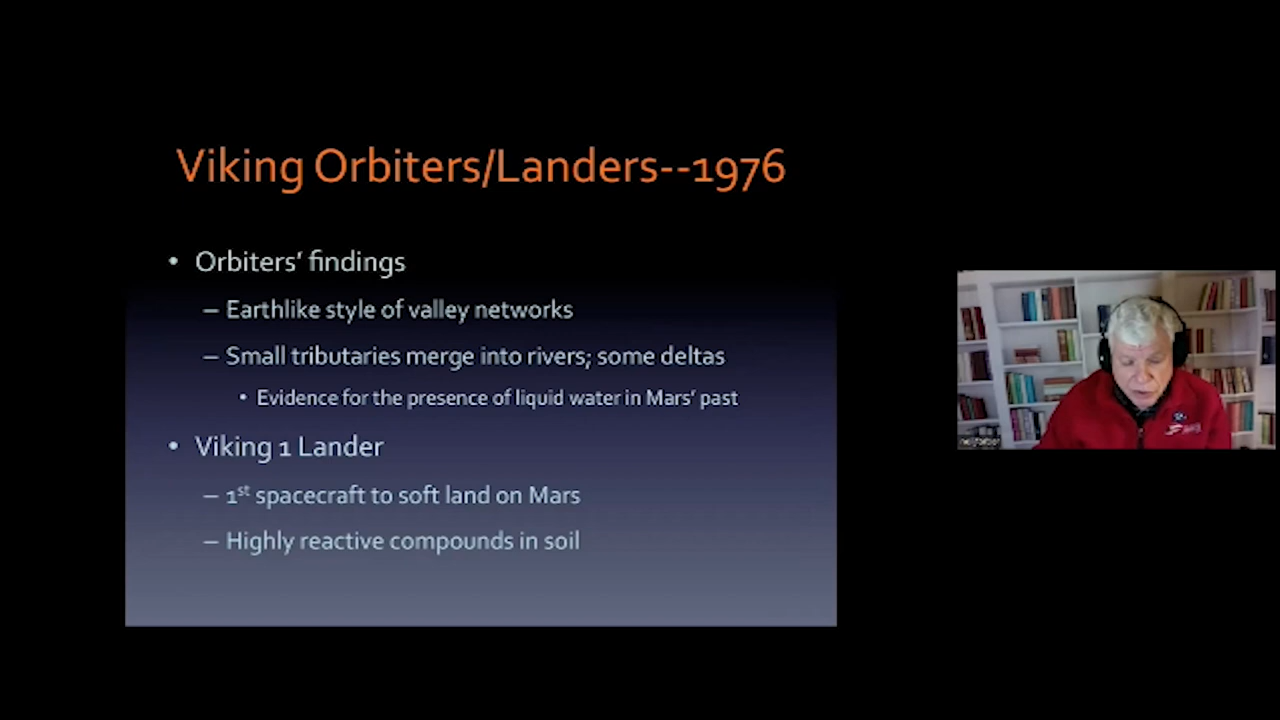 Viking Orbiters/Landers--1976
• Orbiters' findings
– Earthlike style of valley networks
– Small tributaries merge into rivers; some deltas
• Evidence for the presence of liquid water in Mars' past
• Viking 1 Lander
– 1st spacecraft to soft land on Mars
– Highly reactive compounds in soil